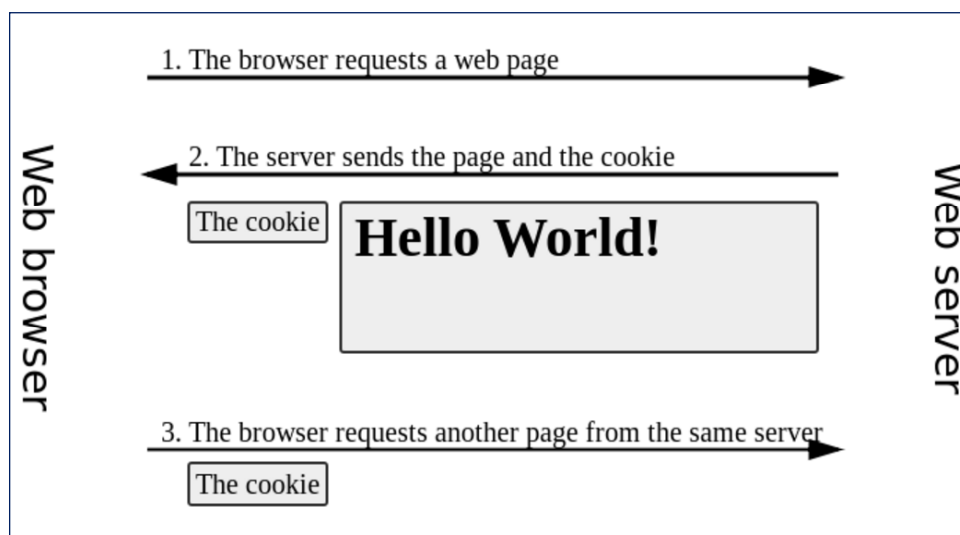 1. The browser requests a web page
2. The server sends the page and the cookie
The cookie
Hello World!
3. The browser requests another page from the same server
The cookie
Web browser
Web server